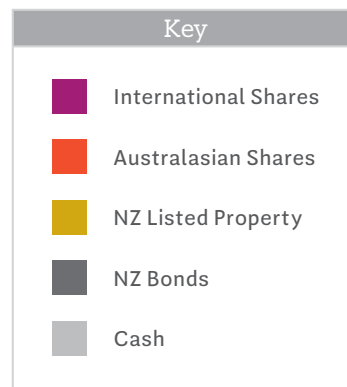 Key
International Shares
Australasian Shares
NZ Listed Property
NZ Bonds
Cash